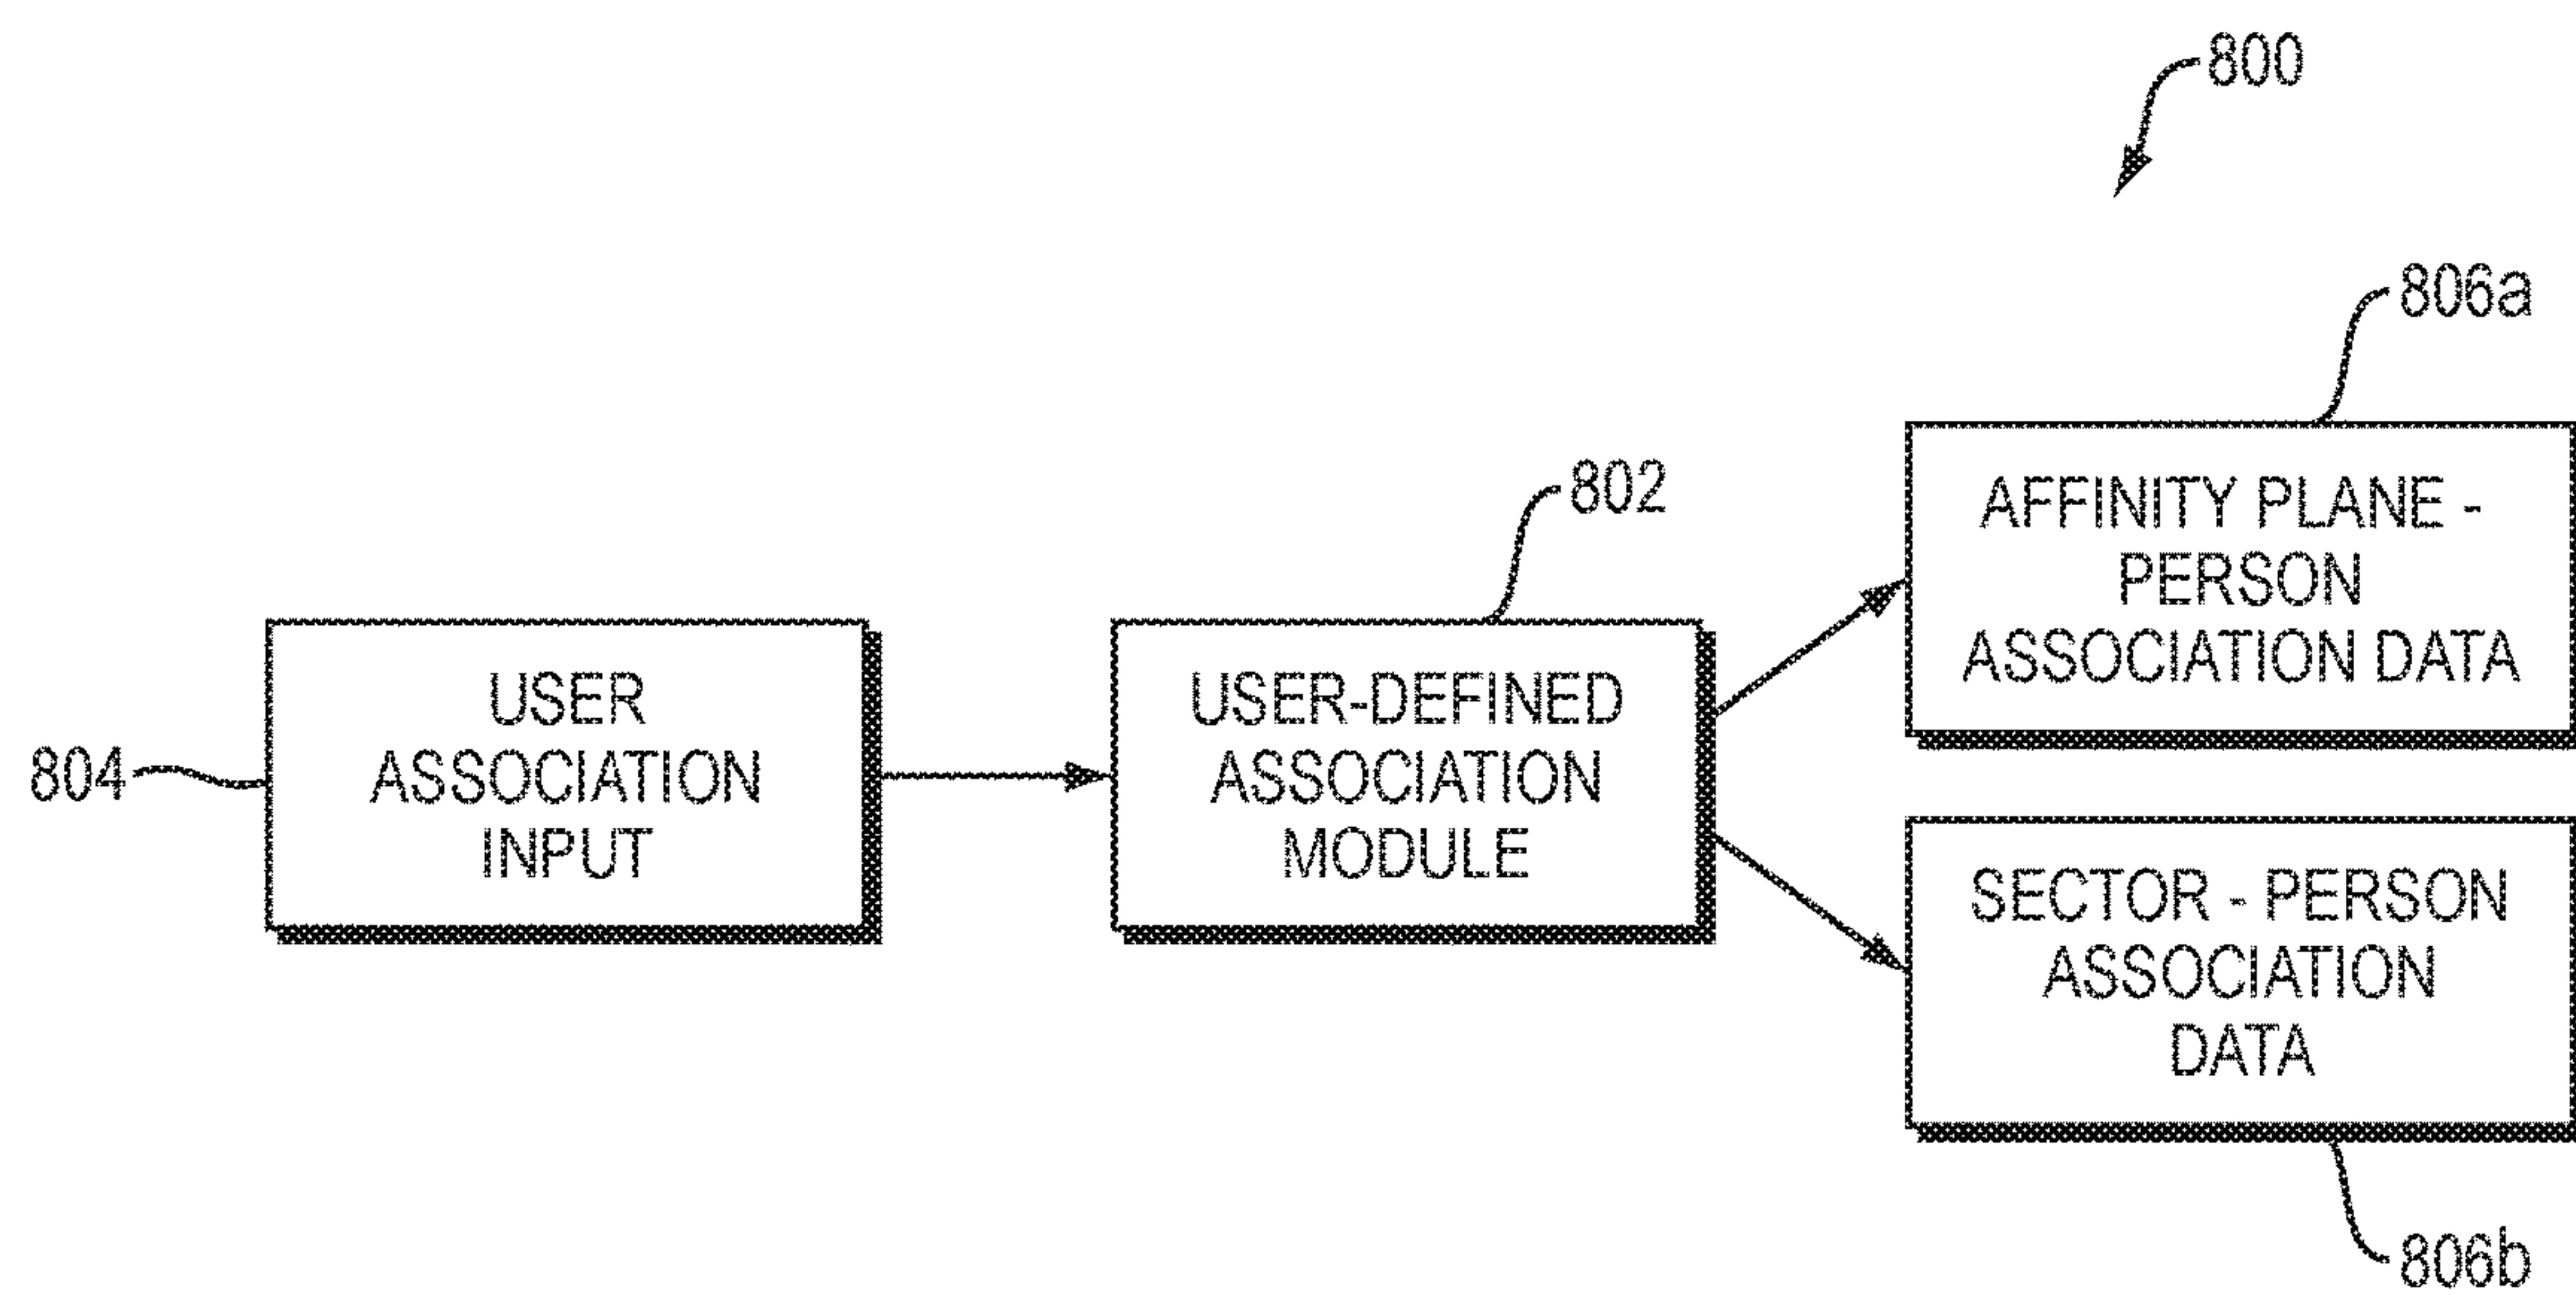 800
806a
802
AFFINITY PLANE -
PERSON
ASSOCIATION DATA
804
USER
ASSOCIATION
INPUT
USER-DEFINED
ASSOCIATION
MODULE
SECTOR - PERSON
ASSOCIATION
DATA
806b